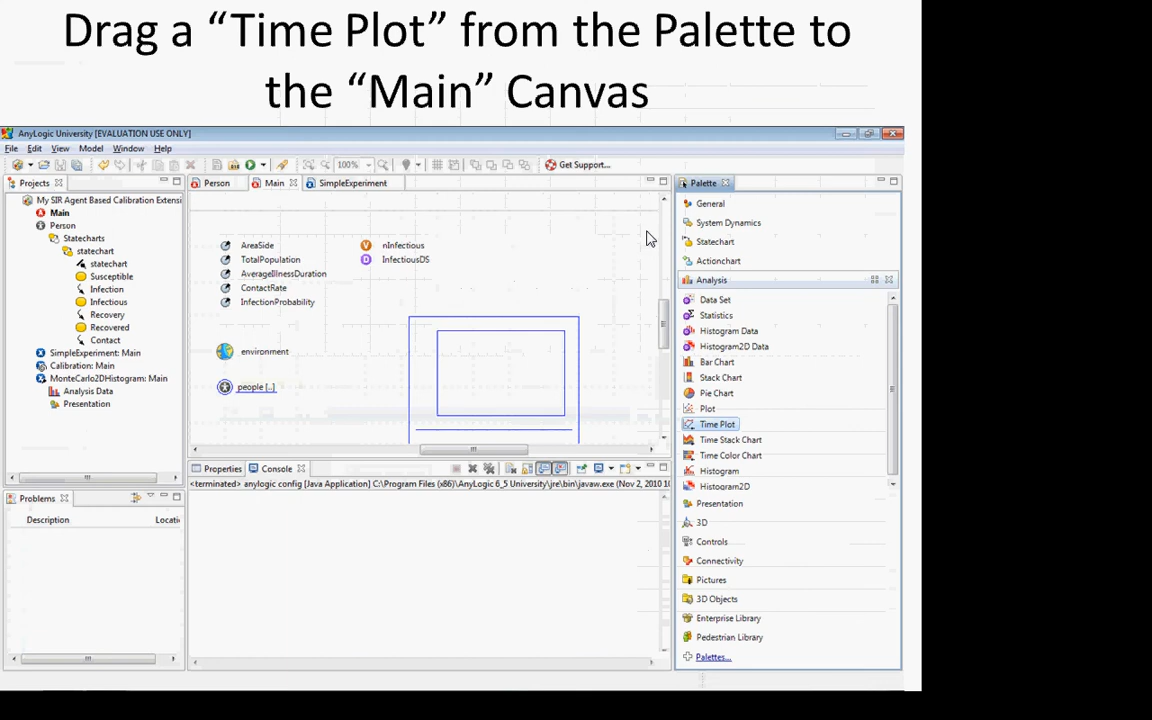 Drag a “Time Plot” from the Palette to
the “Main” Canvas
AnyLogic University [EVALUATION USE ONLY]
File Edit View Model Window Help
100% Get Support...
Projects
My SIR Agent Based Calibration Extensi
Main
Person
Statecharts
statechart
statechart
Susceptible
Infection
Infectious
Recovery
Recovered
Contact
SimpleExperiment: Main
Calibration: Main
MonteCarlo2DHistogram: Main
Analysis Data
Presentation
Problems
Description Locati
Person Main SimpleExperiment
AreaSide
TotalPopulation
AverageIllnessDuration
ContactRate
InfectionProbability
V nInfectious
D InfectiousDS
environment
people [..]
Properties Console
<terminated> anylogic config [Java Application] C:\Program Files (x86)\AnyLogic 6_5 University\jre\bin\javaw.exe (Nov 2, 2010 10
Palette
General
System Dynamics
Statechart
Actionchart
Analysis
Data Set
Statistics
Histogram Data
Histogram2D Data
Bar Chart
Stack Chart
Pie Chart
Plot
Time Plot
Time Stack Chart
Time Color Chart
Histogram
Histogram2D
Presentation
3D
Controls
Connectivity
Pictures
3D Objects
Enterprise Library
Pedestrian Library
Palettes...